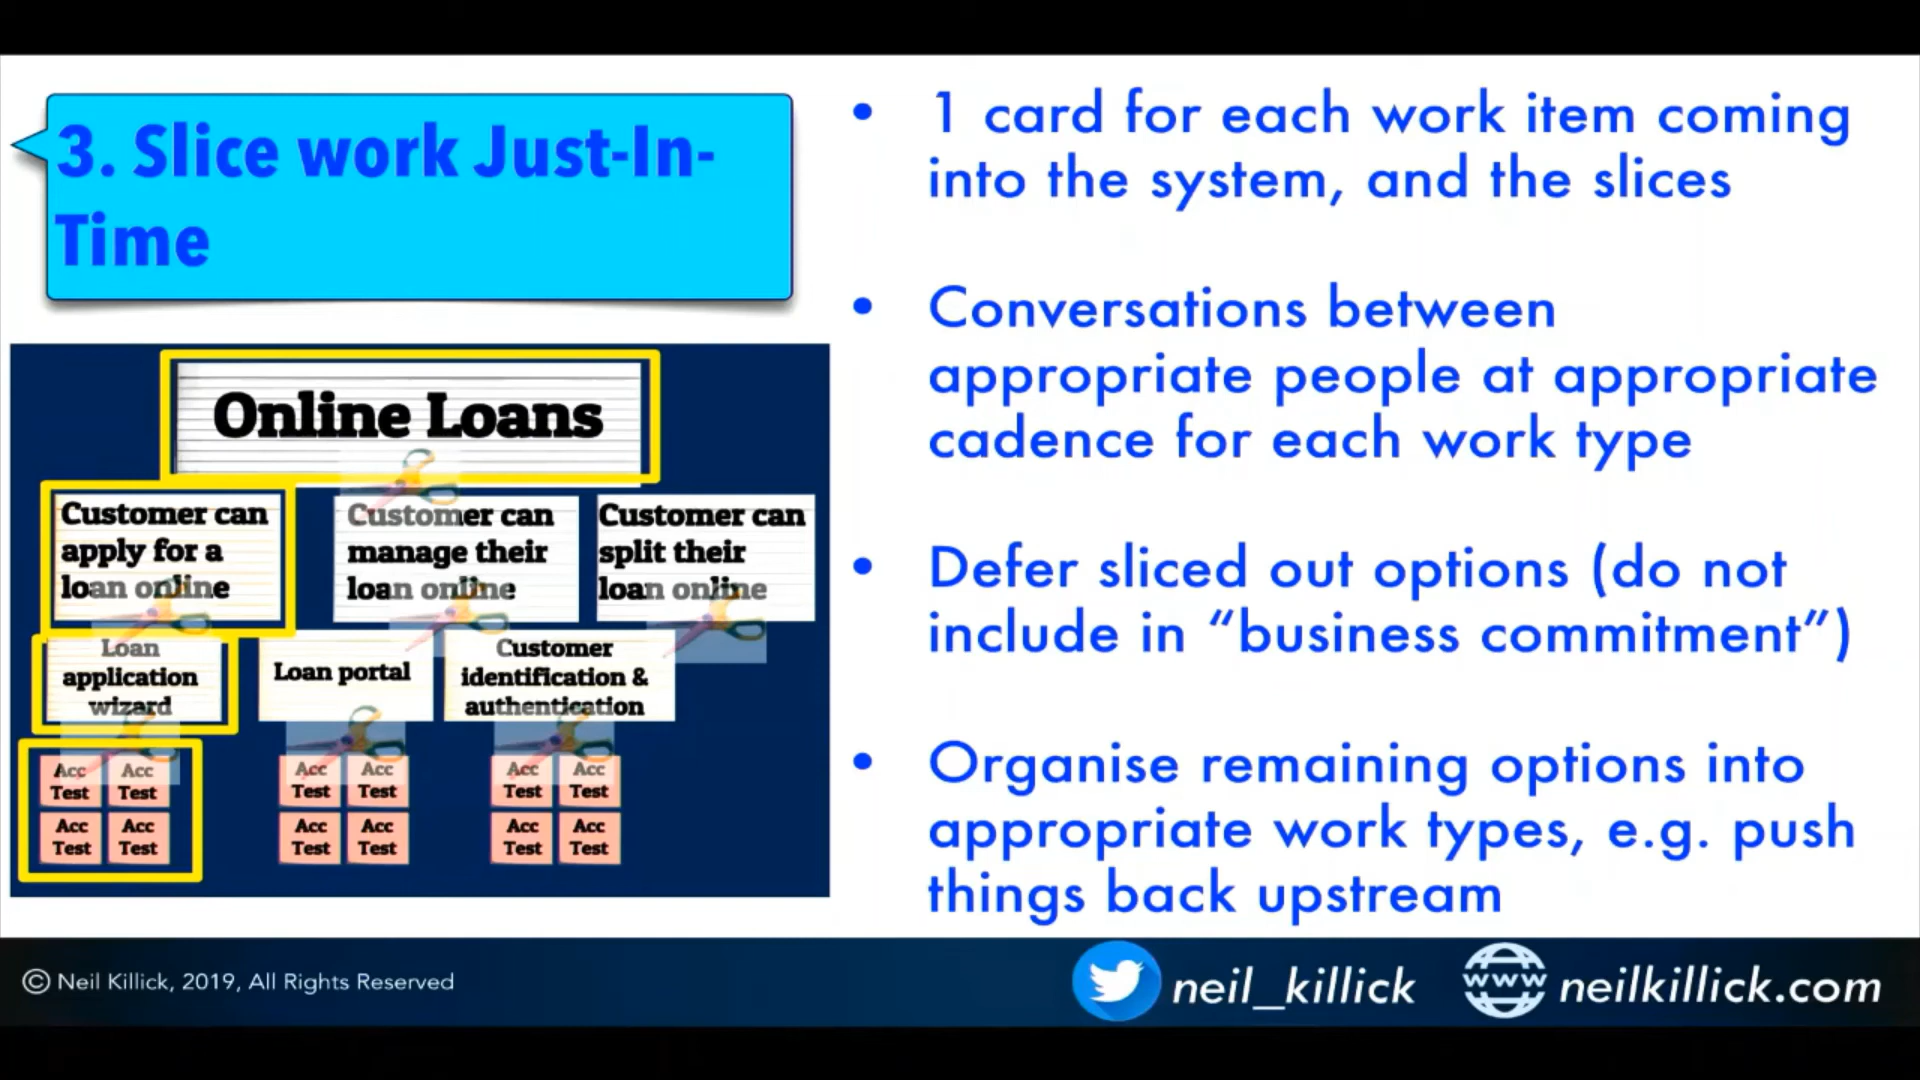 3. Slice work Just-In-
Time
Online Loans
Customer can
apply for a
loan online
Customer can
manage their
loan online
Customer can
split their
loan online
Loan
application
wizard
Loan portal
Customer
identification &
authentication
Acc
Test
Acc
Test
Acc
Test
Acc
Test
Acc
Test
Acc
Test
Acc
Test
Acc
Test
Acc
Test
Acc
Test
Acc
Test
Acc
Test
• 1 card for each work item coming
into the system, and the slices
• Conversations between
appropriate people at appropriate
cadence for each work type
• Defer sliced out options (do not
include in “business commitment”)
• Organise remaining options into
appropriate work types, e.g. push
things back upstream
© Neil Killick, 2019, All Rights Reserved
neil_killick
www
neilkillick.com